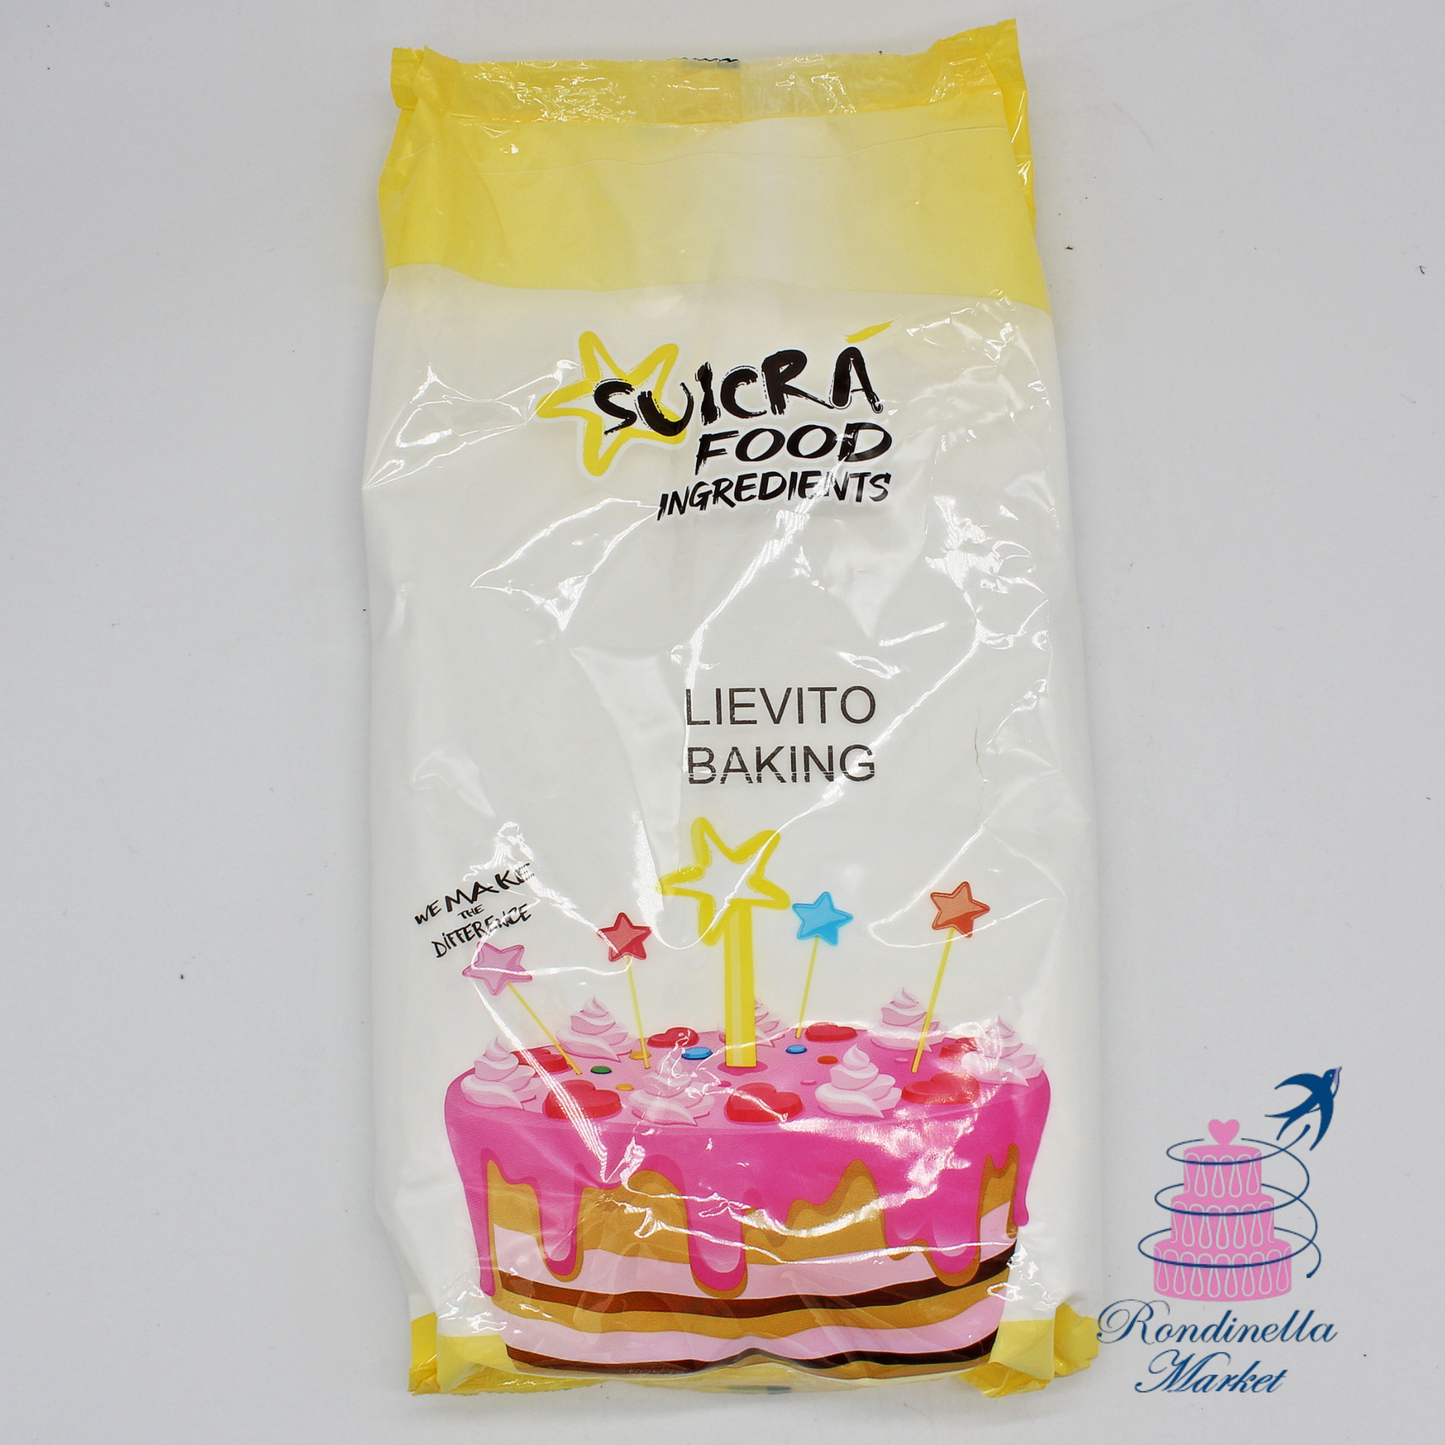 SUICRÁ
FOOD
INGREDIENTS
LIEVITO
BAKING
WE MAKE
THE
DIFFERENCE
Rondinella
Market